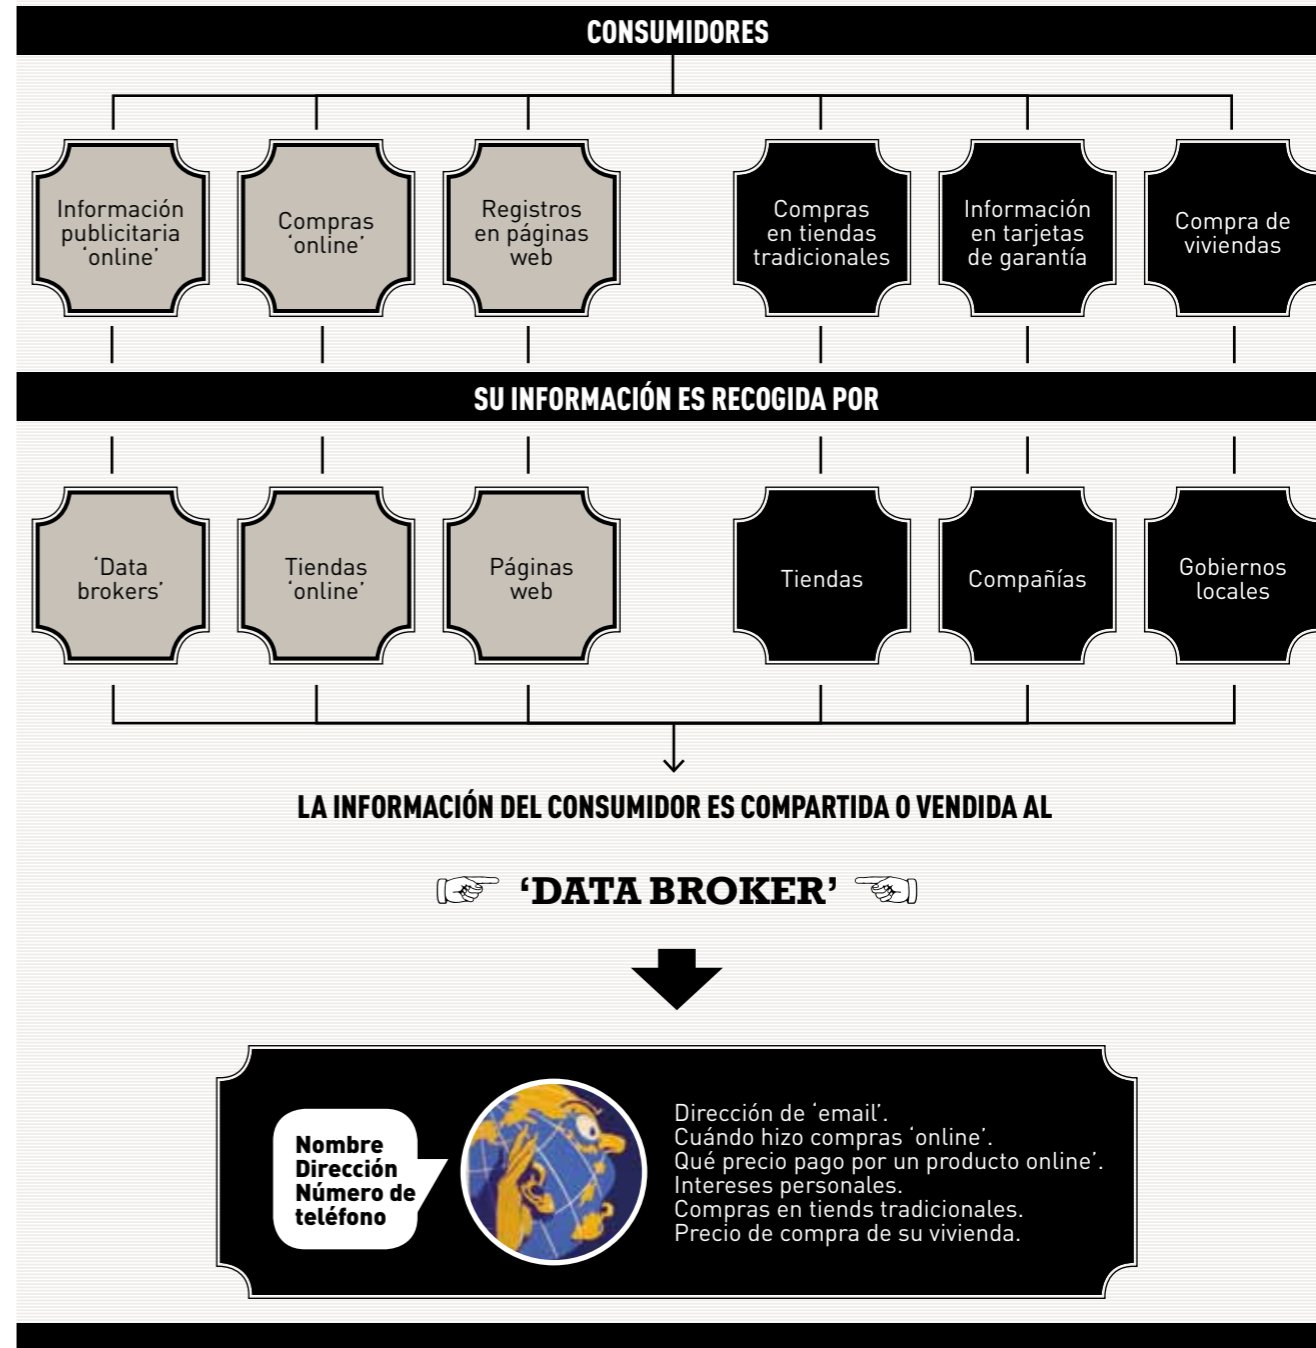 CONSUMIDORES
Información
publicitaria
‘online’
Compras
‘online’
Registros
en páginas
web
Compras
en tiendas
tradicionales
Información
en tarjetas
de garantía
Compra de
viviendas
SU INFORMACIÓN ES RECOGIDA POR
‘Data
brokers’
Tiendas
‘online’
Páginas
web
Tiendas
Compañías
Gobiernos
locales
LA INFORMACIÓN DEL CONSUMIDOR ES COMPARTIDA O VENDIDA AL
‘DATA BROKER’
Nombre
Dirección
Número de
teléfono
Dirección de ‘email’.
Cuándo hizo compras ‘online’.
Qué precio pago por un producto online’.
Intereses personales.
Compras en tiends tradicionales.
Precio de compra de su vivienda.